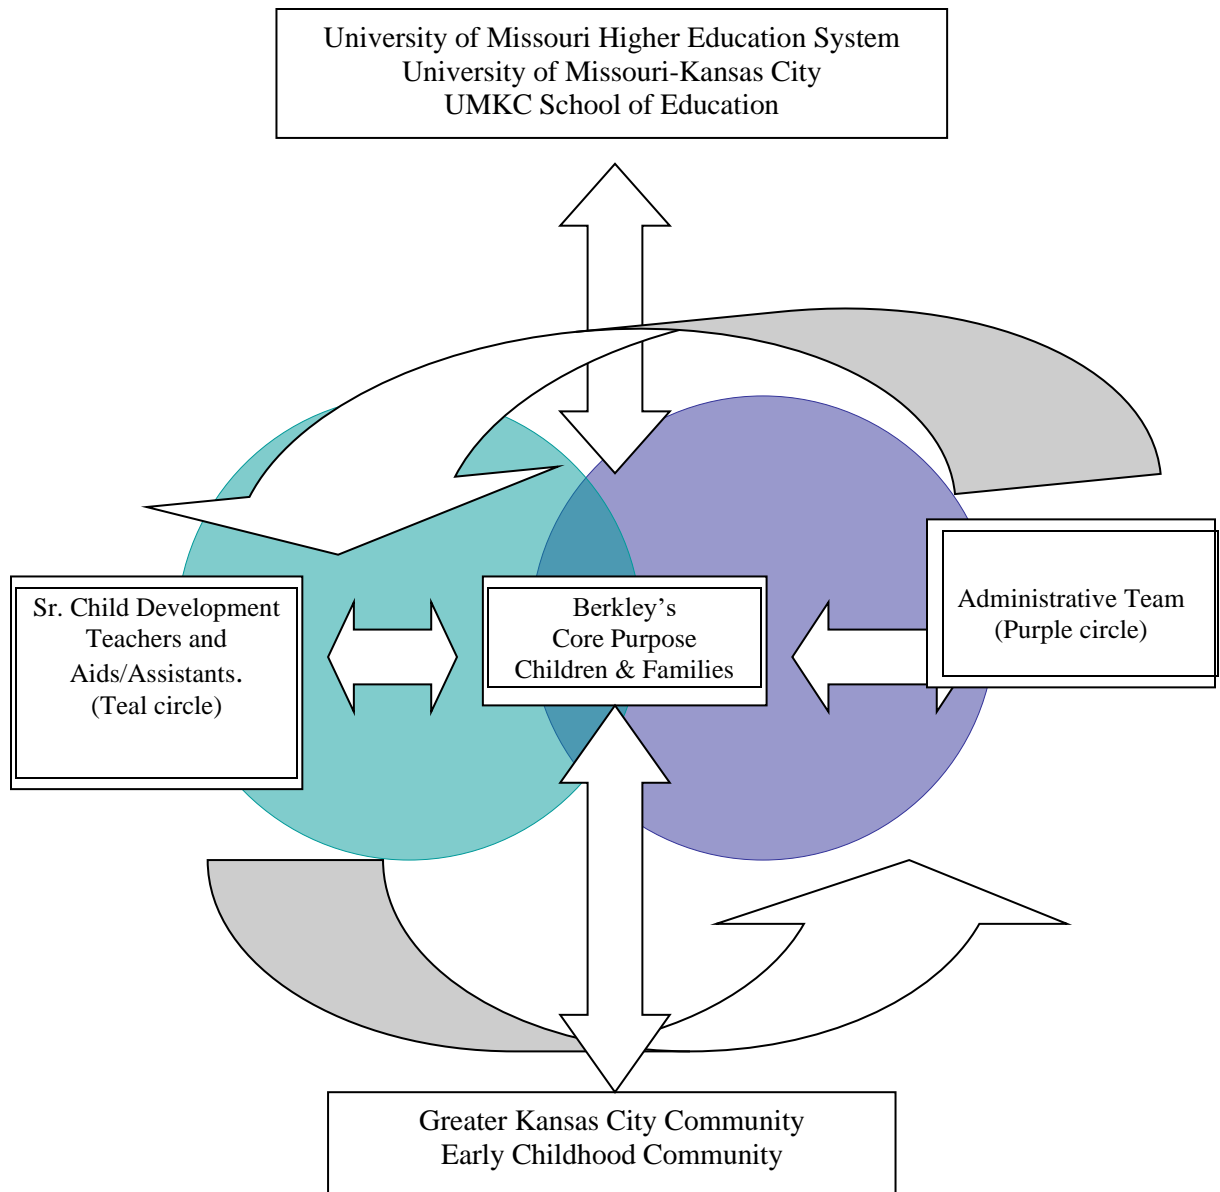 University of Missouri Higher Education System
University of Missouri-Kansas City
UMKC School of Education
Sr. Child Development
Teachers and
Aids/Assistants.
(Teal circle)
Berkley’s
Core Purpose
Children & Families
Administrative Team
(Purple circle)
Greater Kansas City Community
Early Childhood Community